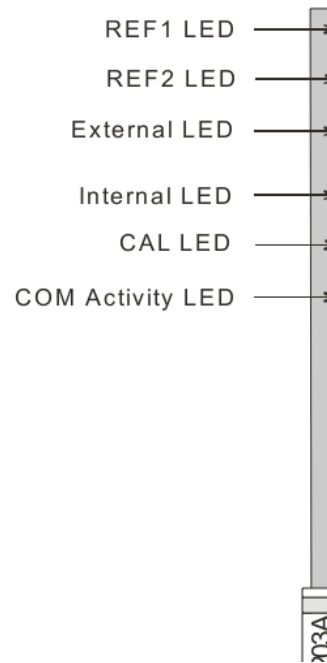 REF1 LED
REF2 LED
External LED
Internal LED
CAL LED
COM Activity LED